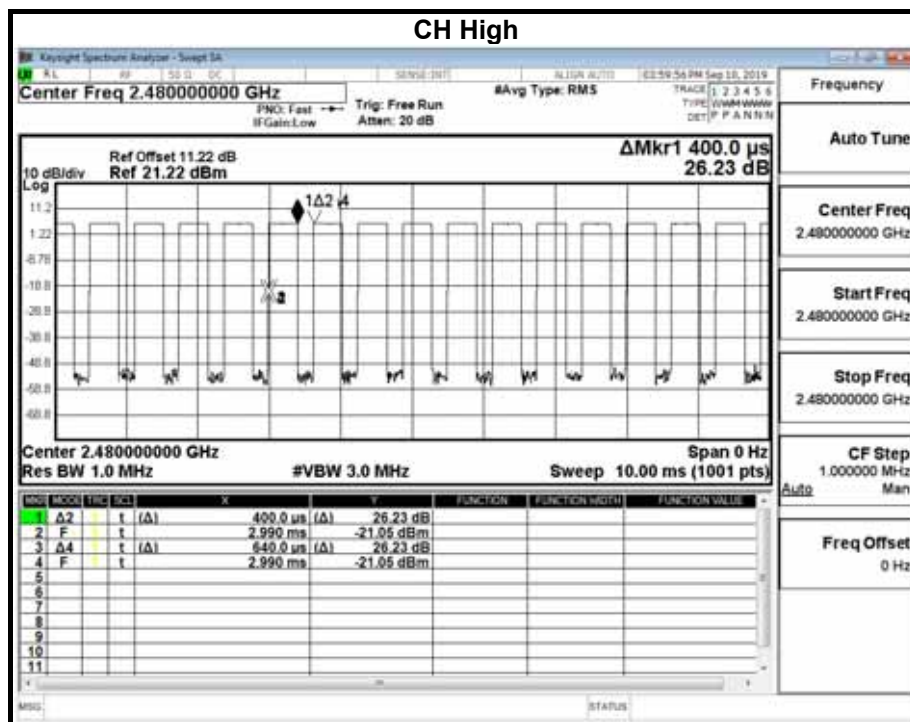 CH High
Keysight Spectrum Analyzer - Swept SA
RL RF 50 Ω DC SENSE:INT ALIGN AUTO 03:59:56 PM Sep 10, 2019
Center Freq 2.480000000 GHz
PNO: Fast
IFGain:Low
Trig: Free Run
Atten: 20 dB
#Avg Type: RMS
TRACE 1 2 3 4 5 6
TYPE WWWWWW
DET P P A N N N
Ref Offset 11.22 dB
10 dB/div Ref 21.22 dBm
ΔMkr1 400.0 µs
26.23 dB
Log
11.2
1.22
-8.78
-18.8
-28.8
-38.8
-48.8
-58.8
-68.8
1Δ2
Center 2.480000000 GHz Span 0 Hz
Res BW 1.0 MHz #VBW 3.0 MHz Sweep 10.00 ms (1001 pts)
MKR MODE TRC SCL X Y FUNCTION FUNCTION WIDTH FUNCTION VALUE
1 Δ2 t (Δ) 400.0 µs (Δ) 26.23 dB
2 F t 2.990 ms -21.05 dBm
3 Δ4 t (Δ) 640.0 µs (Δ) 26.23 dB
4 F t 2.990 ms -21.05 dBm
5
6
7
8
9
10
11
MSG STATUS
Frequency
Auto Tune
Center Freq
2.480000000 GHz
Start Freq
2.480000000 GHz
Stop Freq
2.480000000 GHz
CF Step
1.000000 MHz
Auto Man
Freq Offset
0 Hz